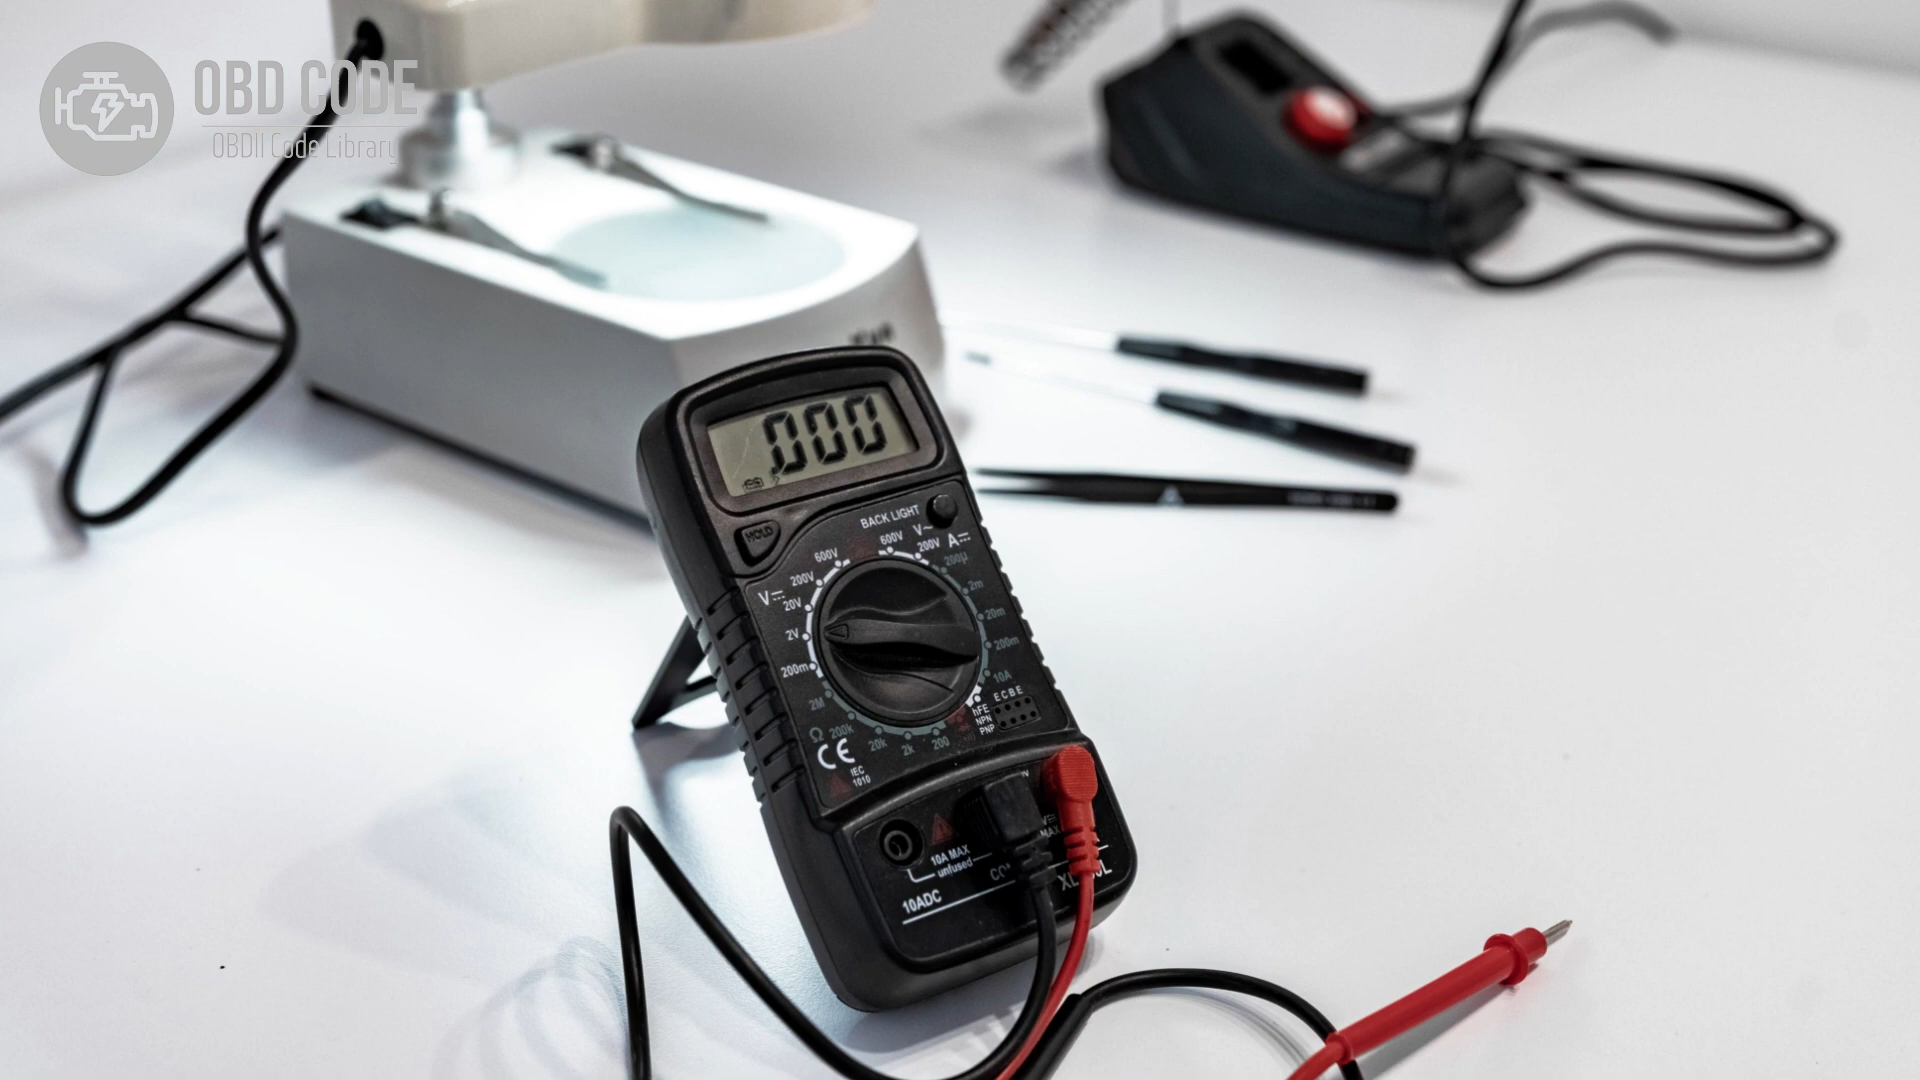 OBD CODE
OBDII Code Library
.000
HOLD
BACK LIGHT
V~
600V
200V
A
200µ
2m
20m
200m
10A
hFE
NPN
PNP
E C B E
600V
200V
V
20V
2V
200m
2M
Ω
200k
20k
2k
200
CE
IEC
1010
10A MAX
unfused
MAX
10ADC